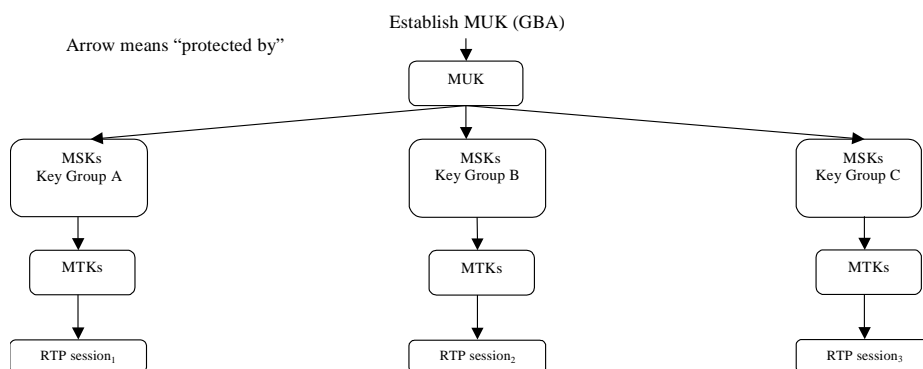 Establish MUK (GBA)
Arrow means “protected by”
MUK
MSKs
Key Group A
MSKs
Key Group B
MSKs
Key Group C
MTKs
MTKs
MTKs
RTP session₁
RTP session₂
RTP session₃